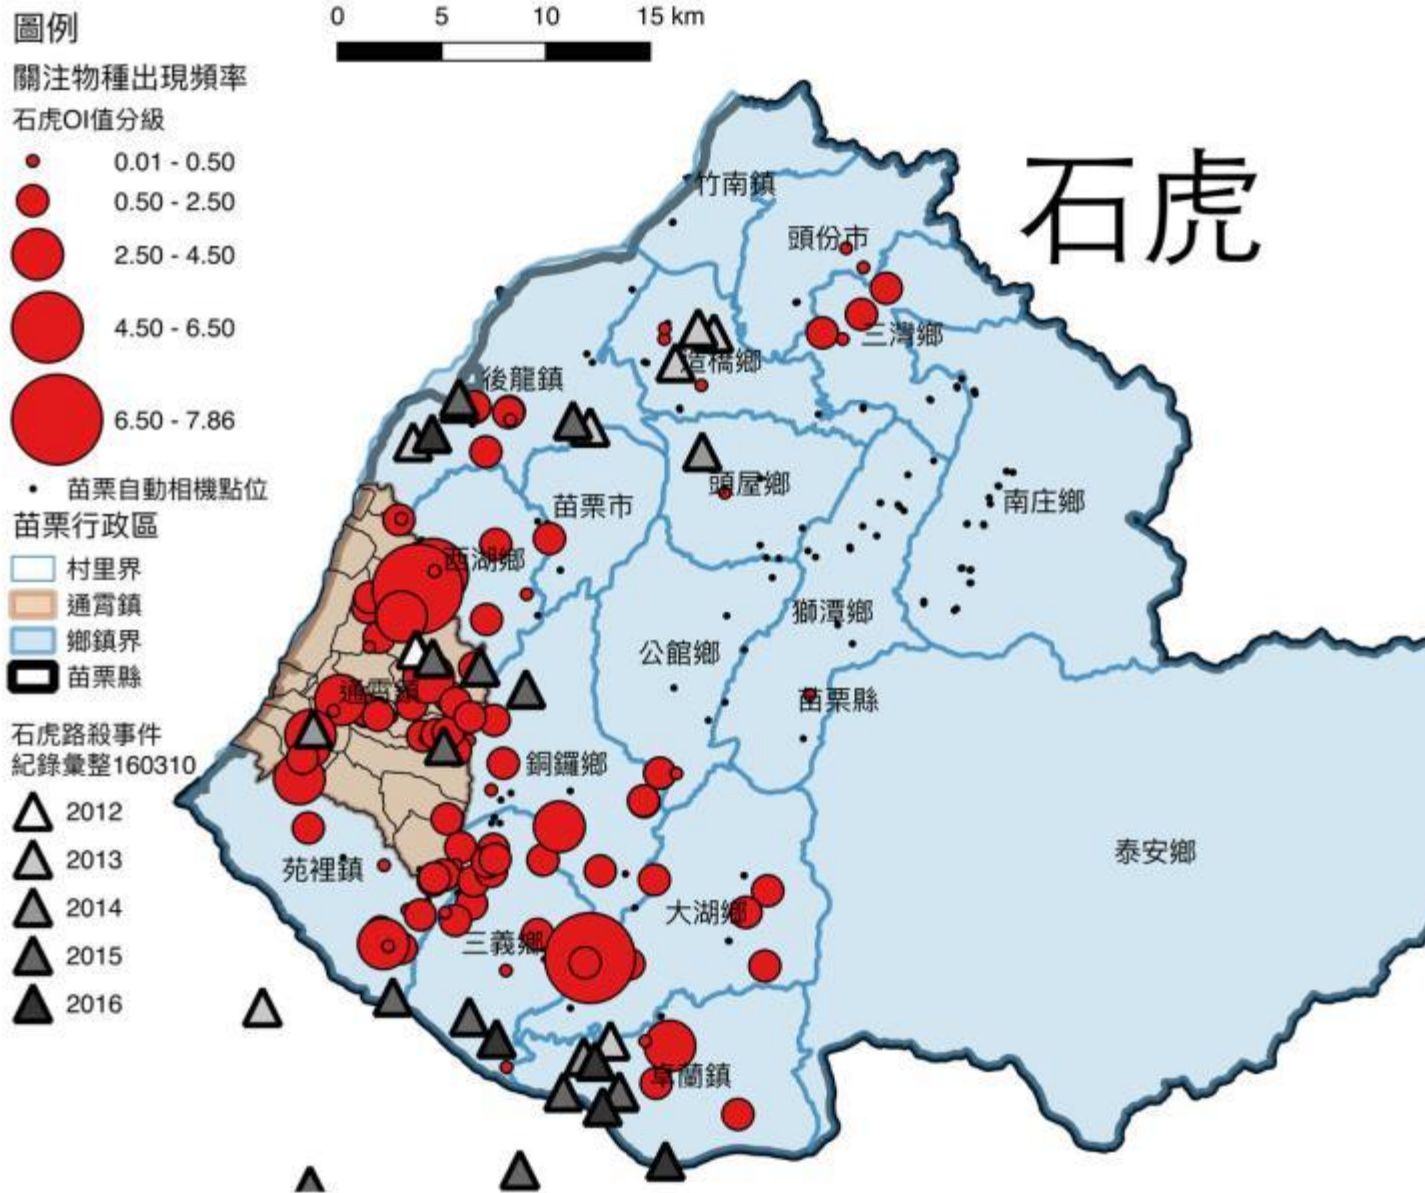 圖例
關注物種出現頻率
石虎OI值分級
0.01 - 0.50
0.50 - 2.50
2.50 - 4.50
4.50 - 6.50
6.50 - 7.86
苗栗自動相機點位
苗栗行政區
村里界
通霄鎮
鄉鎮界
苗栗縣
石虎路殺事件
紀錄彙整160310
2012
2013
2014
2015
2016
0 5 10 15 km
石虎
竹南鎮
頭份市
三灣鄉
造橋鄉
後龍鎮
頭屋鄉
南庄鄉
苗栗市
西湖鄉
獅潭鄉
公館鄉
通霄鎮
苗栗縣
銅鑼鄉
泰安鄉
苑裡鎮
大湖鄉
三義鄉
卓蘭鎮